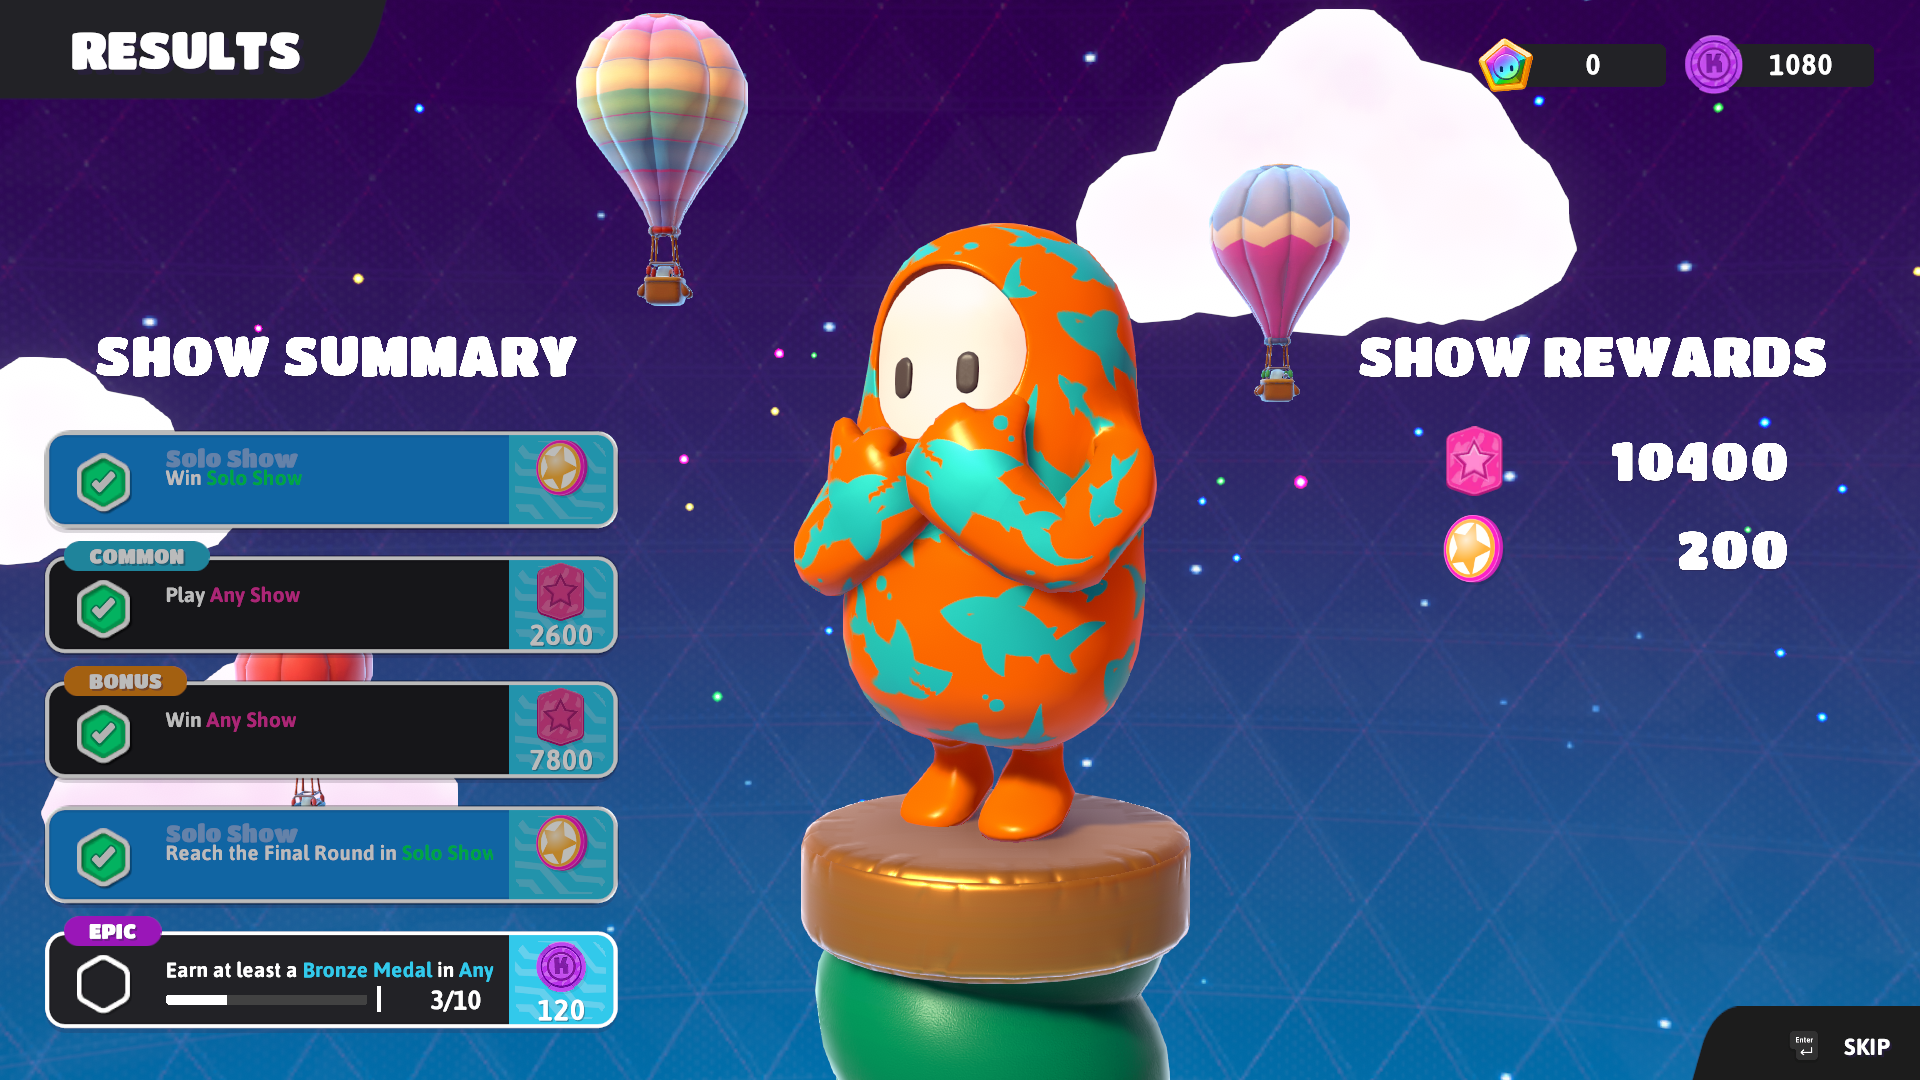 RESULTS
0
1080
SHOW SUMMARY
Solo Show
Win Solo Show
COMMON
Play Any Show
2600
BONUS
Win Any Show
7800
Solo Show
Reach the Final Round in Solo Show
EPIC
Earn at least a Bronze Medal in Any
3/10
K
120
SHOW REWARDS
10400
200
Enter
SKIP